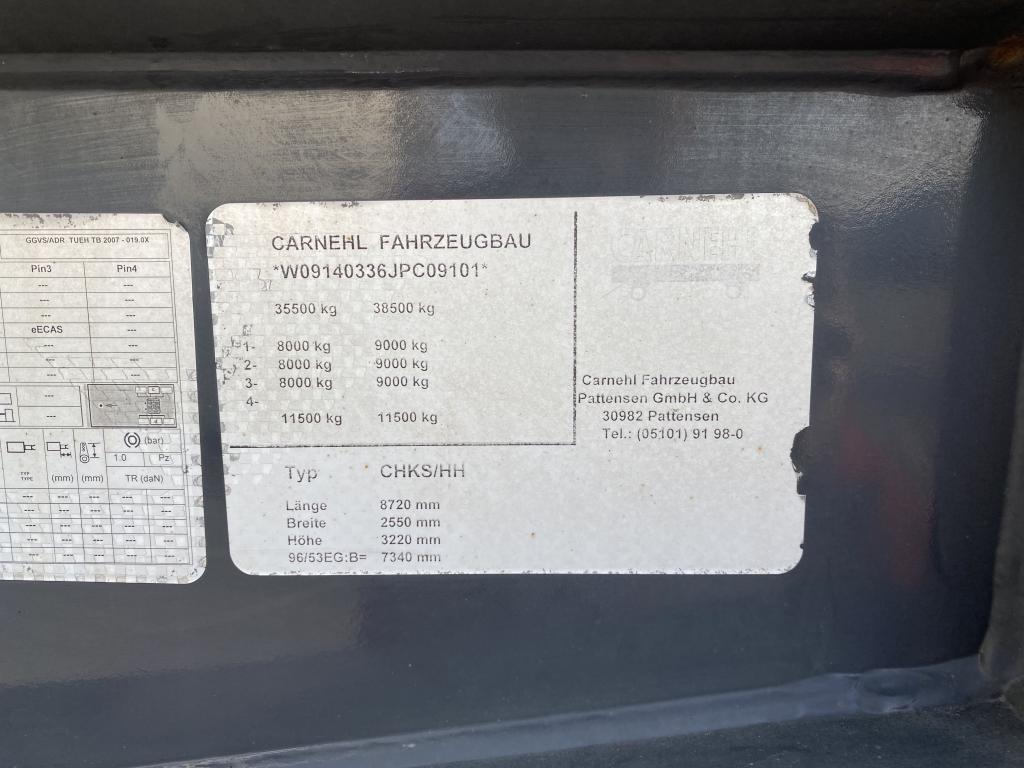 GGVS/ADR TUEH TB 2007 - 019.0X
Pin3 Pin4
--- ---
--- ---
--- ---
eECAS ---
--- ---
--- ---
--- ---
---
---
(bar)
1.0 Pz
TYP
TYPE (mm) (mm) TR (daN)
--- --- --- --- --- ---
--- --- --- --- --- ---
--- --- --- --- --- ---
--- --- --- --- --- ---
--- --- --- --- --- ---
CARNEHL FAHRZEUGBAU
*W09140336JPC09101*
35500 kg 38500 kg
1- 8000 kg 9000 kg
2- 8000 kg 9000 kg
3- 8000 kg 9000 kg
4-
11500 kg 11500 kg
CARNEHL
Carnehl Fahrzeugbau
Pattensen GmbH & Co. KG
30982 Pattensen
Tel.: (05101) 91 98-0
Typ CHKS/HH
Länge 8720 mm
Breite 2550 mm
Höhe 3220 mm
96/53EG:B= 7340 mm